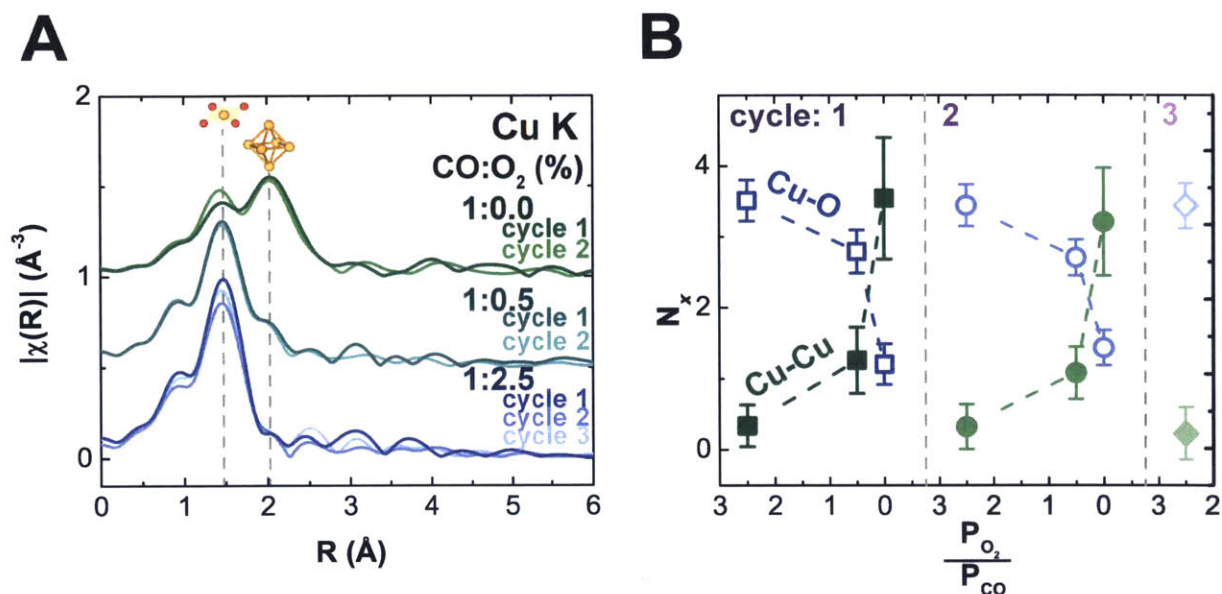 A
B
2
1
0
|χ(R)| (Å⁻³)
Cu K
CO:O₂ (%)
1:0.0
cycle 1
cycle 2
1:0.5
cycle 1
cycle 2
1:2.5
cycle 1
cycle 2
cycle 3
0 1 2 3 4 5 6
R (Å)
cycle: 1 2 3
4
2
0
Nₓ
Cu-O
Cu-Cu
3 2 1 0 3 2 1 0 3 2
P_O₂
P_CO